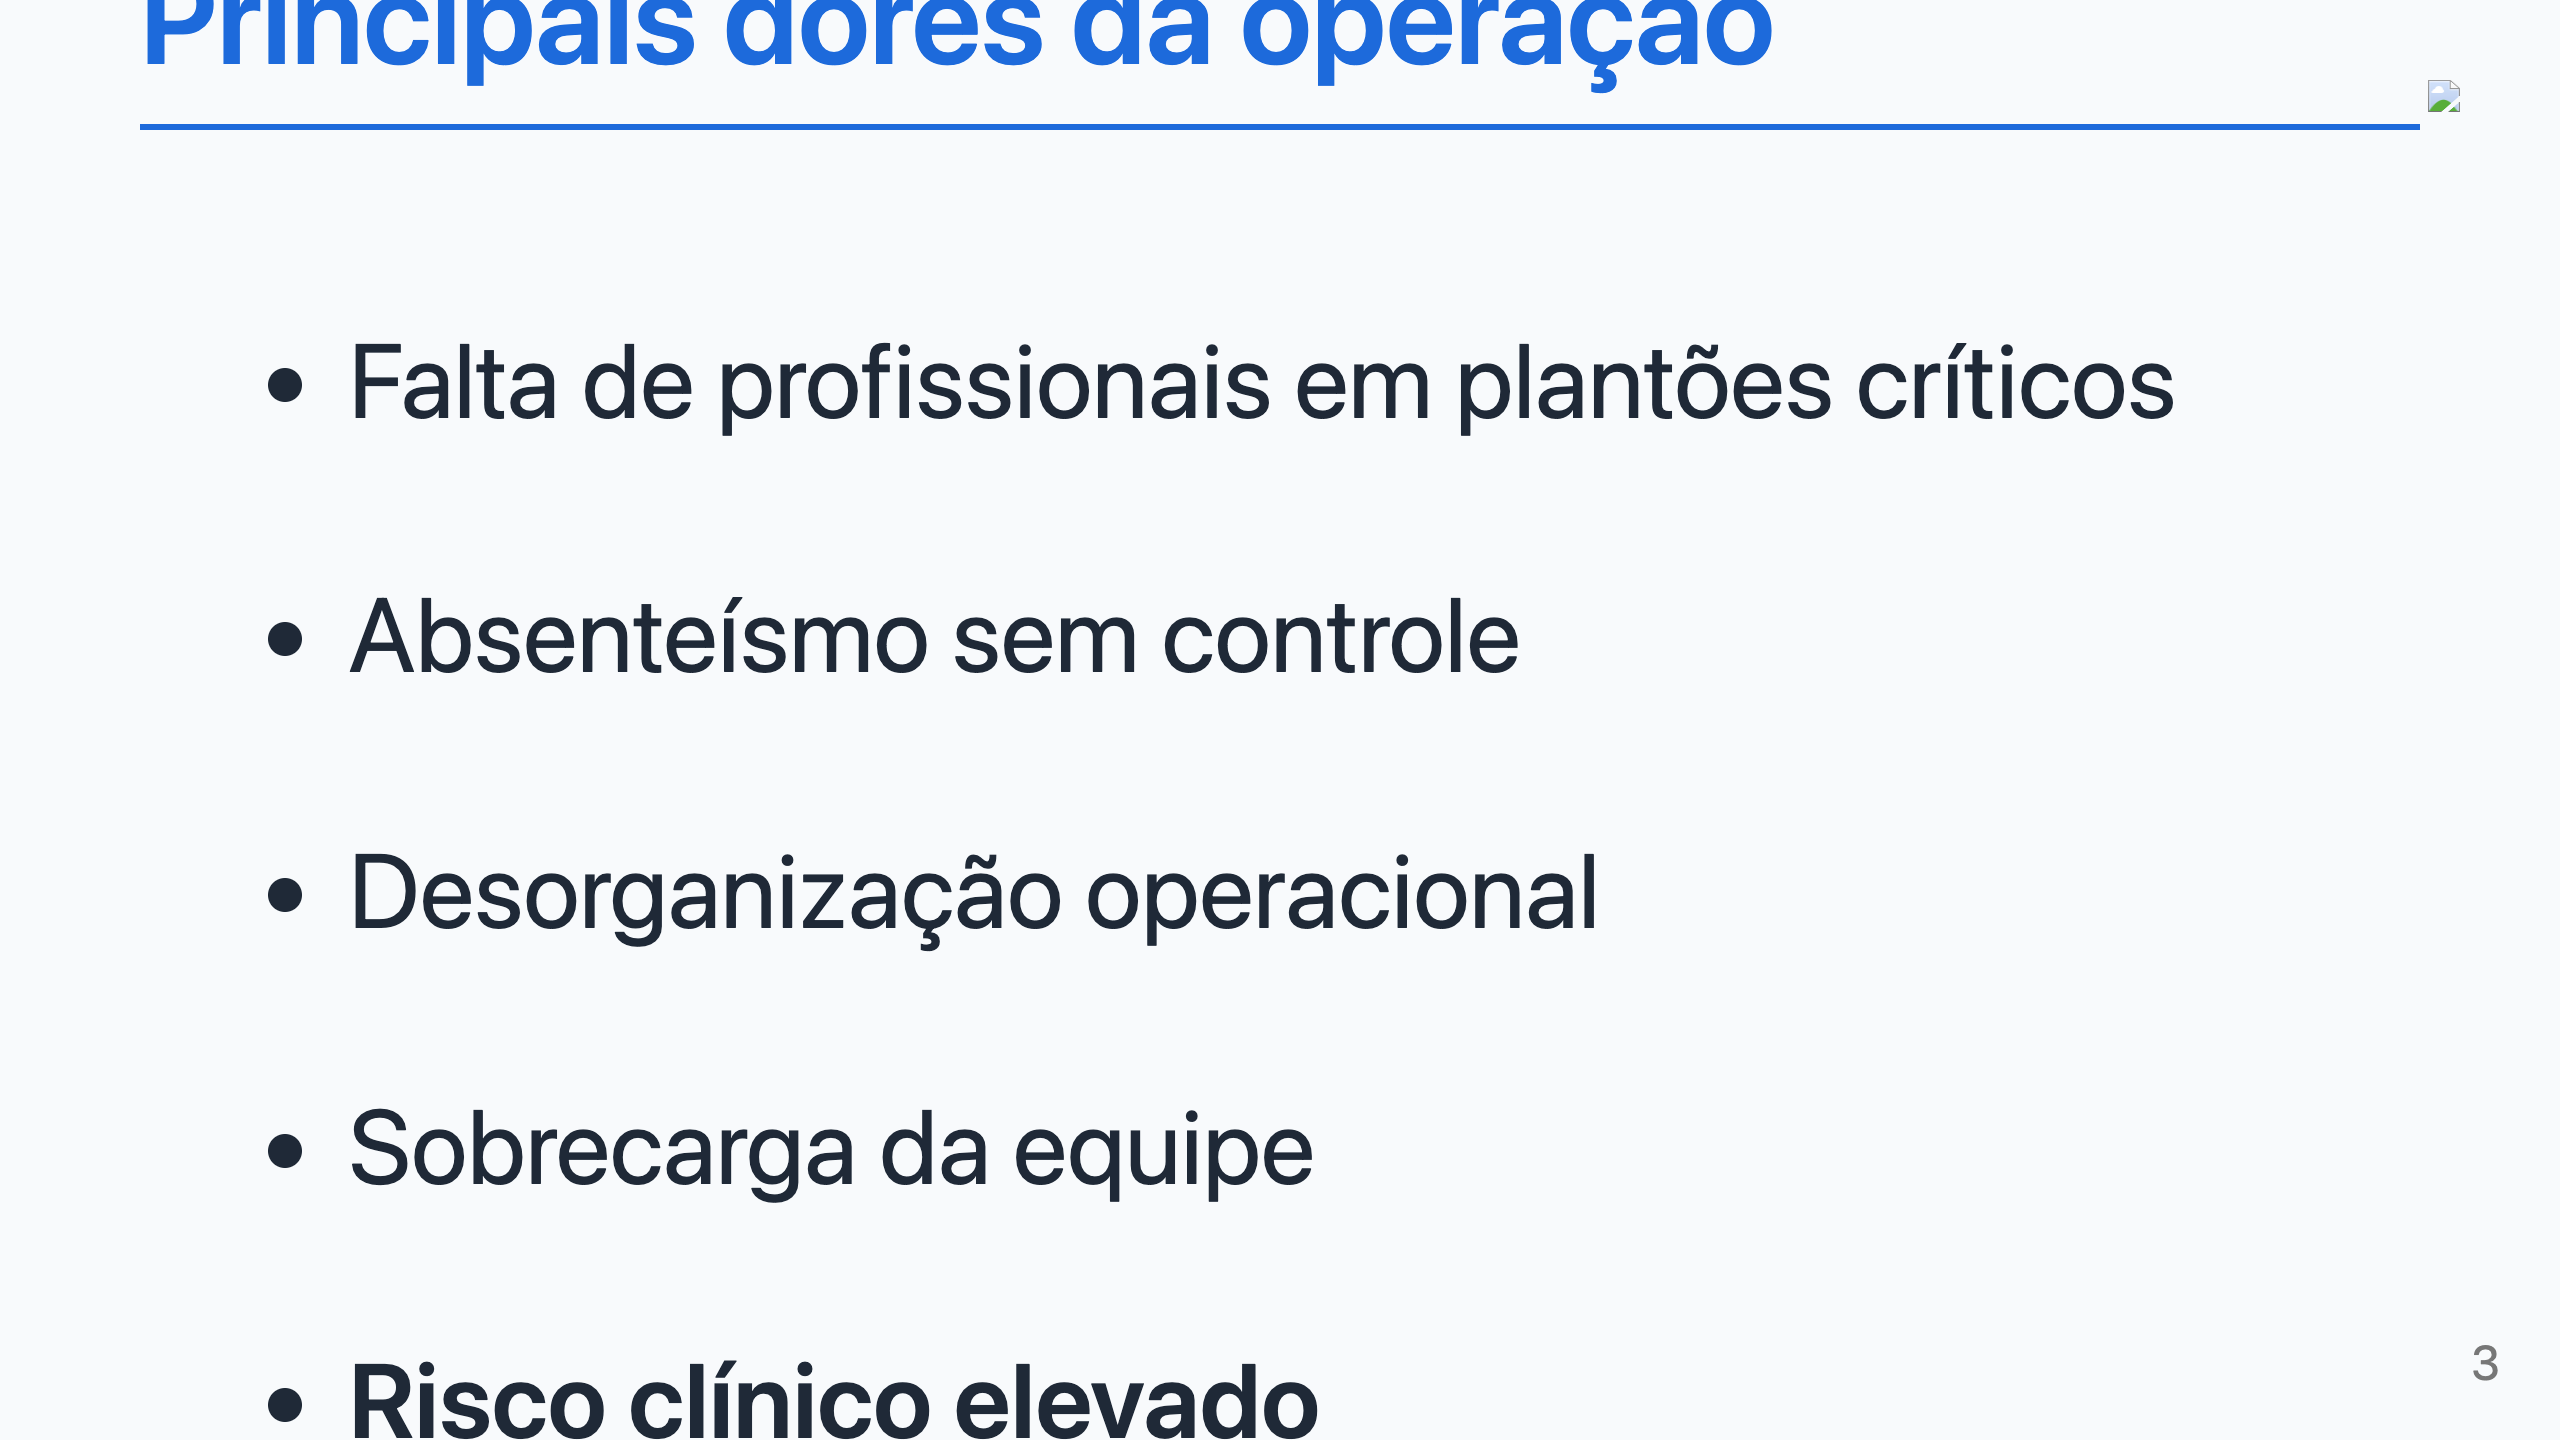 Principais dores da operação
• Falta de profissionais em plantões críticos
• Absenteísmo sem controle
• Desorganização operacional
• Sobrecarga da equipe
• Risco clínico elevado
3